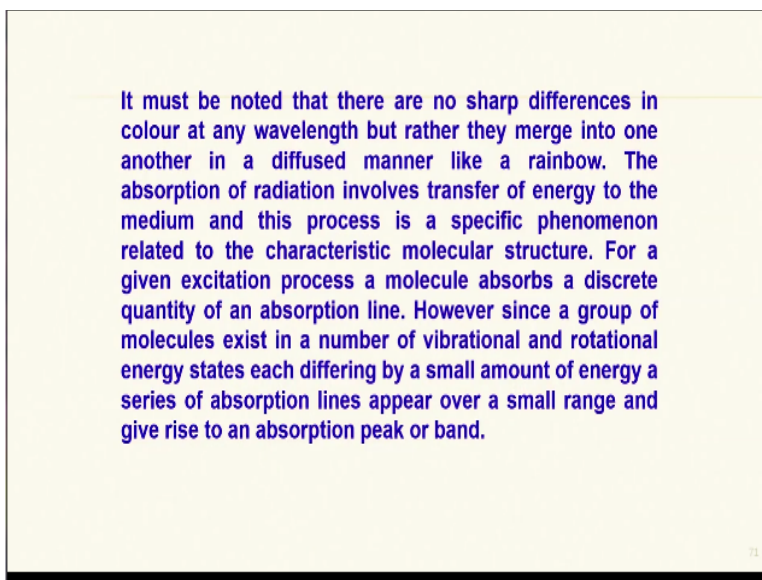 It must be noted that there are no sharp differences in
colour at any wavelength but rather they merge into one
another in a diffused manner like a rainbow. The
absorption of radiation involves transfer of energy to the
medium and this process is a specific phenomenon
related to the characteristic molecular structure. For a
given excitation process a molecule absorbs a discrete
quantity of an absorption line. However since a group of
molecules exist in a number of vibrational and rotational
energy states each differing by a small amount of energy a
series of absorption lines appear over a small range and
give rise to an absorption peak or band.
71